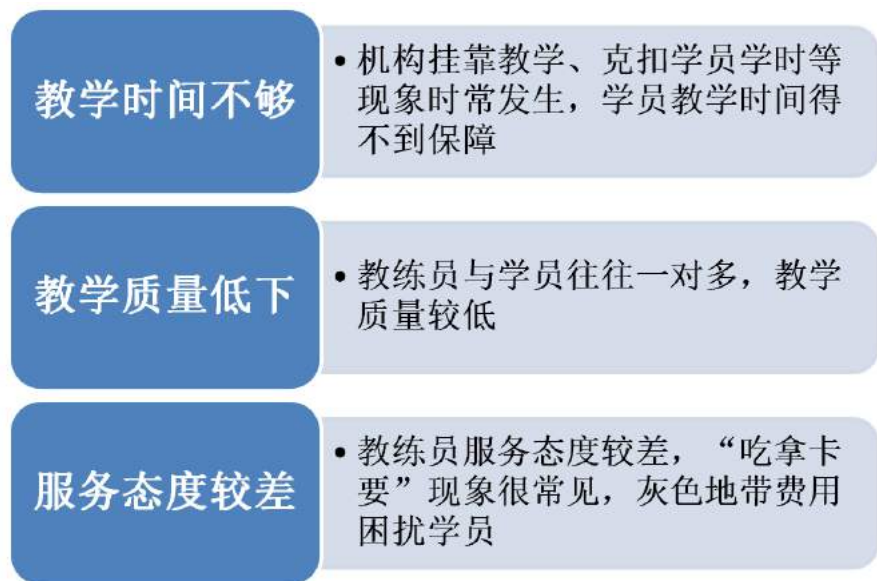 教学时间不够
• 机构挂靠教学、克扣学员学时等
现象时常发生，学员教学时间得
不到保障
教学质量低下
• 教练员与学员往往一对多，教学
质量较低
服务态度较差
• 教练员服务态度较差，“吃拿卡
要”现象很常见，灰色地带费用
困扰学员